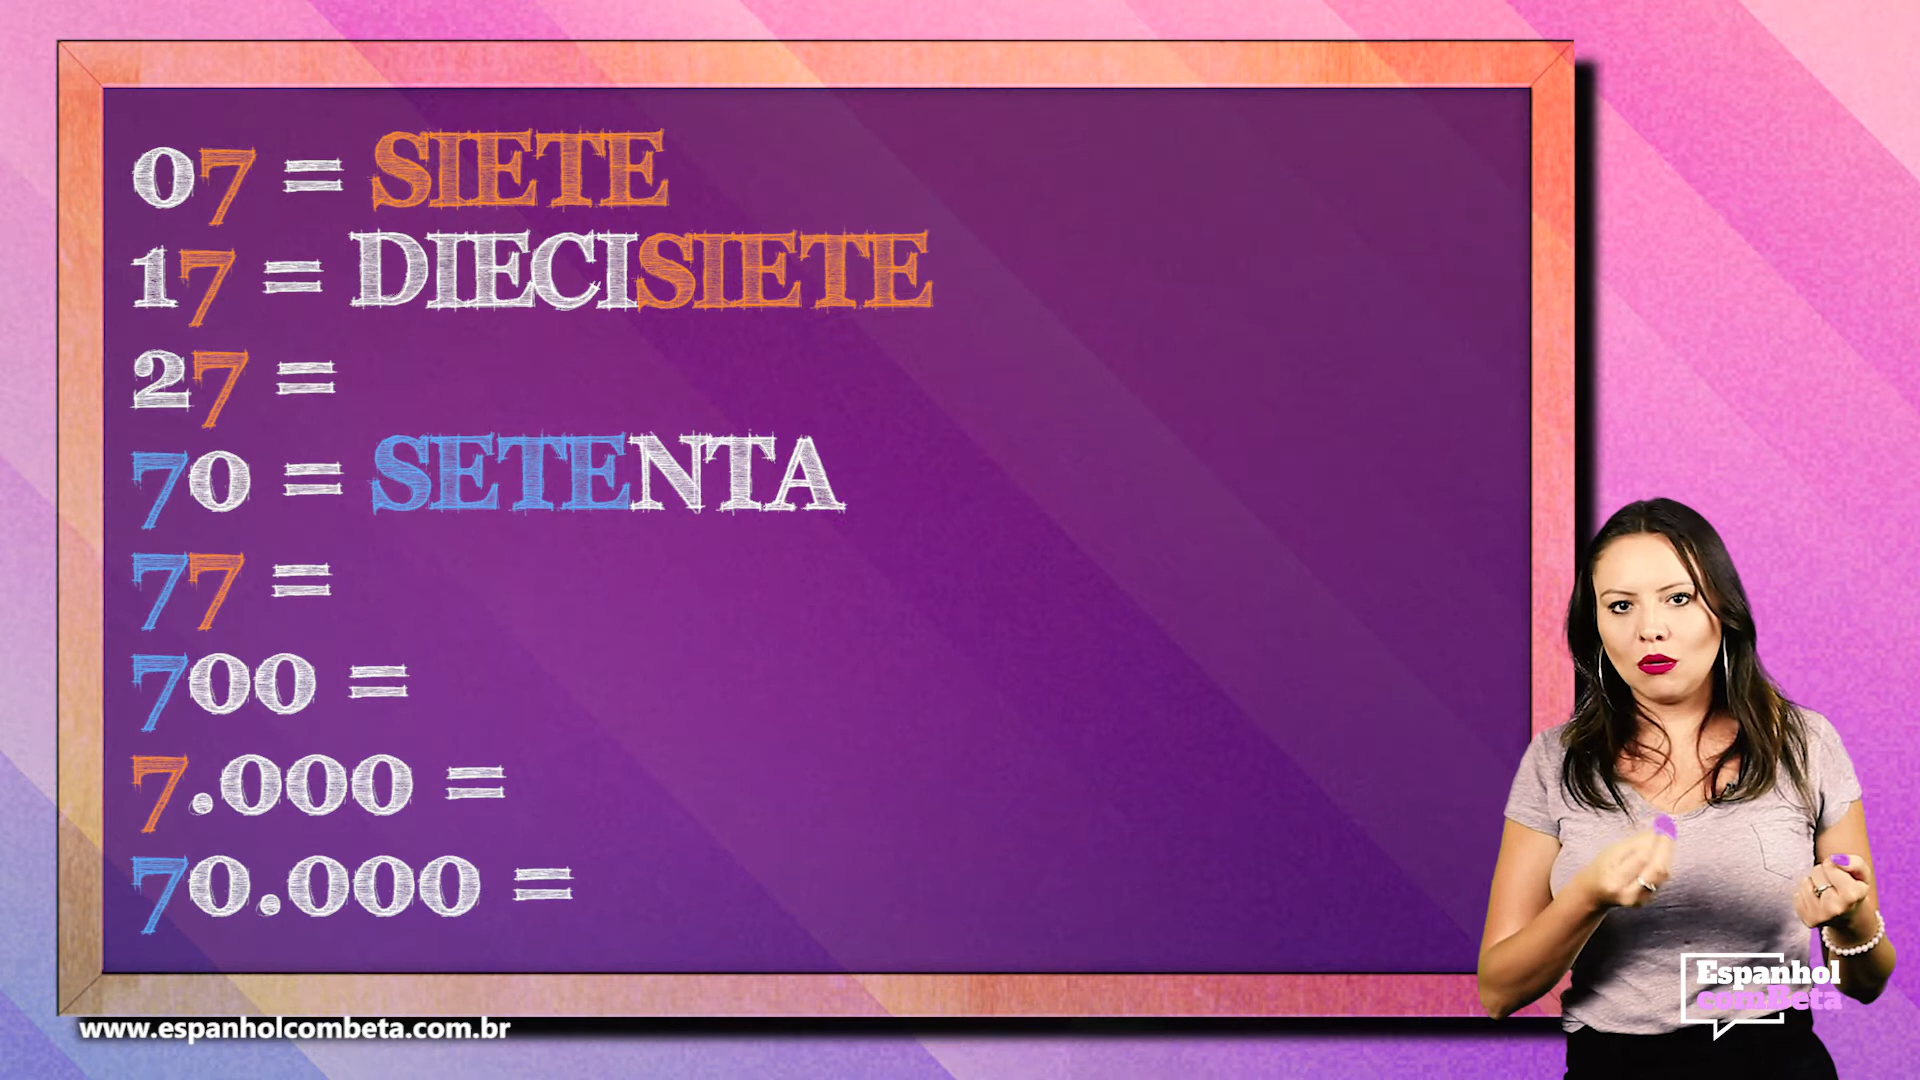 07 = SIETE
17 = DIECISIETE
27 =
70 = SETENTA
77 =
700 =
7.000 =
70.000 =
www.espanholcombeta.com.br
Espanhol
comBeta